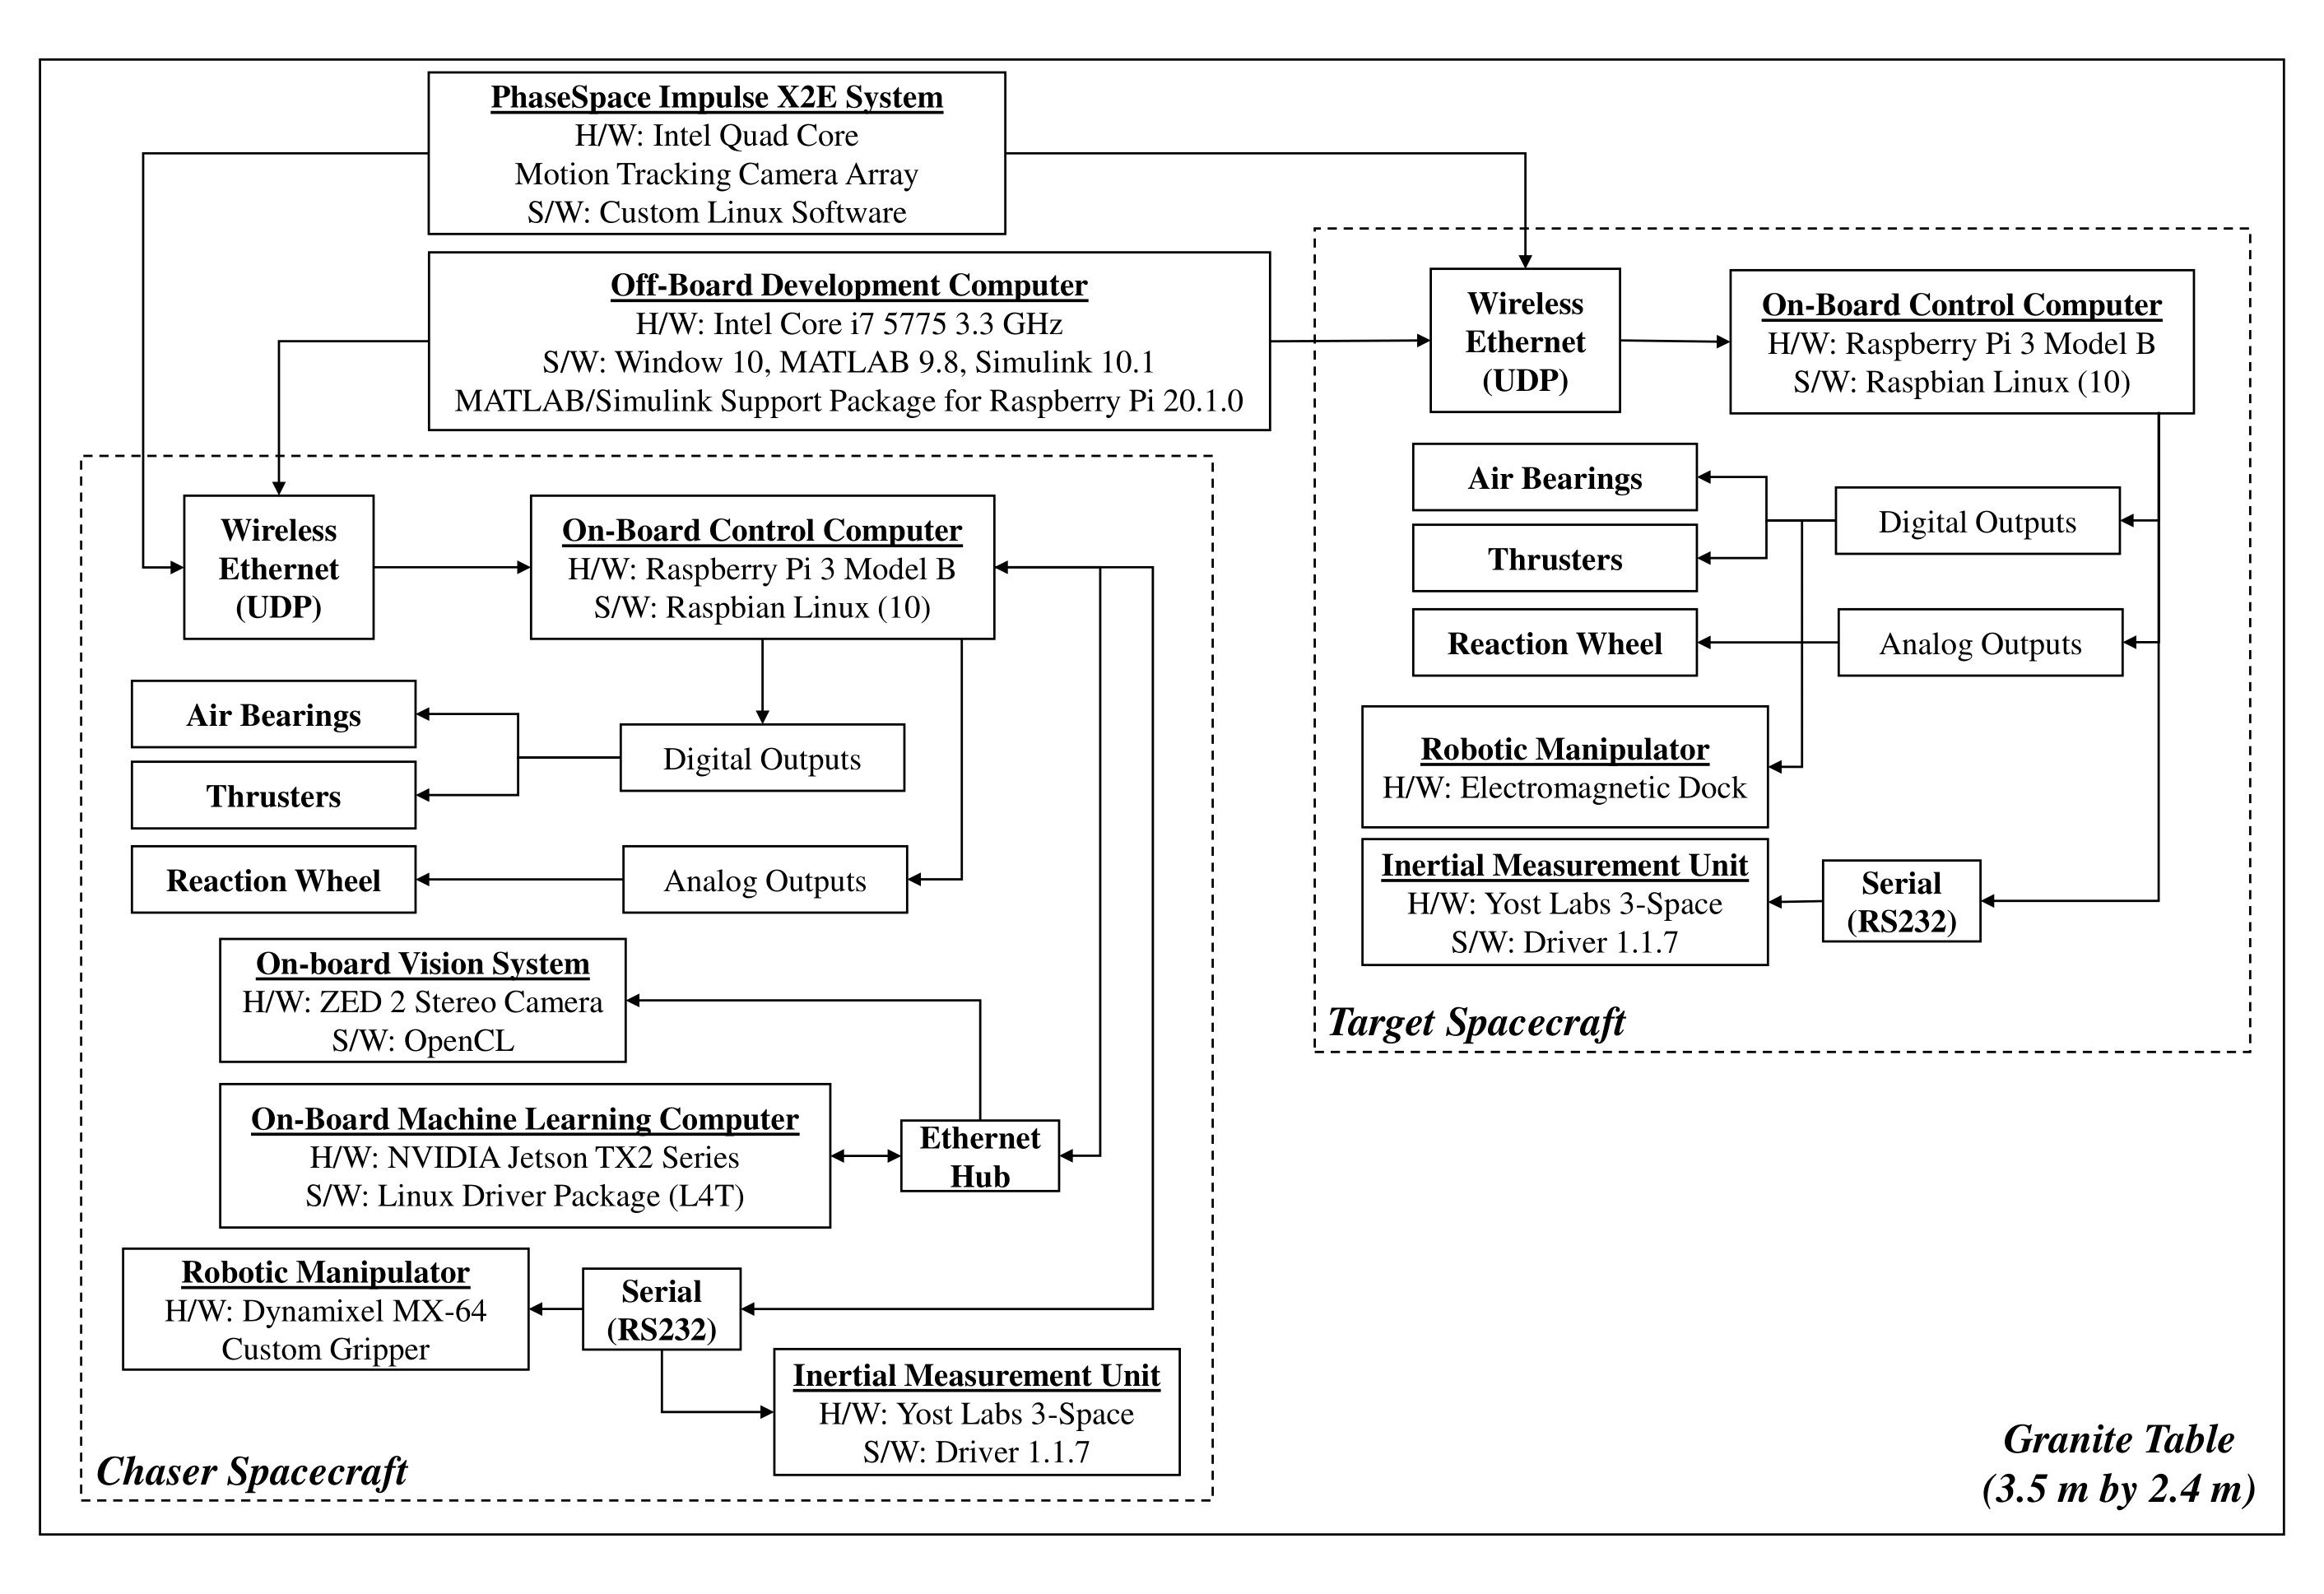 PhaseSpace Impulse X2E System
H/W: Intel Quad Core
Motion Tracking Camera Array
S/W: Custom Linux Software
Off-Board Development Computer
H/W: Intel Core i7 5775 3.3 GHz
S/W: Window 10, MATLAB 9.8, Simulink 10.1
MATLAB/Simulink Support Package for Raspberry Pi 20.1.0
Wireless
Ethernet
(UDP)
On-Board Control Computer
H/W: Raspberry Pi 3 Model B
S/W: Raspbian Linux (10)
Air Bearings
Thrusters
Reaction Wheel
Digital Outputs
Analog Outputs
Robotic Manipulator
H/W: Electromagnetic Dock
Inertial Measurement Unit
H/W: Yost Labs 3-Space
S/W: Driver 1.1.7
Serial
(RS232)
Target Spacecraft
Wireless
Ethernet
(UDP)
On-Board Control Computer
H/W: Raspberry Pi 3 Model B
S/W: Raspbian Linux (10)
Air Bearings
Thrusters
Reaction Wheel
Digital Outputs
Analog Outputs
On-board Vision System
H/W: ZED 2 Stereo Camera
S/W: OpenCL
On-Board Machine Learning Computer
H/W: NVIDIA Jetson TX2 Series
S/W: Linux Driver Package (L4T)
Ethernet
Hub
Robotic Manipulator
H/W: Dynamixel MX-64
Custom Gripper
Serial
(RS232)
Inertial Measurement Unit
H/W: Yost Labs 3-Space
S/W: Driver 1.1.7
Chaser Spacecraft
Granite Table
(3.5 m by 2.4 m)